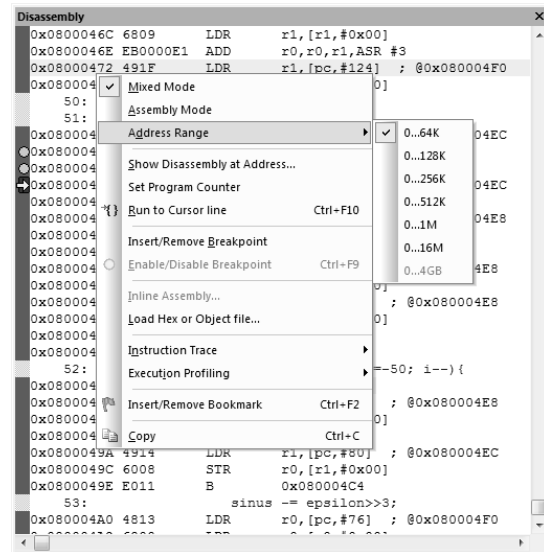 Disassembly
0x0800046C 6809 LDR r1,[r1,#0x00]
0x0800046E EB0000E1 ADD r0,r0,r1,ASR #3
0x08000472 491F LDR r1,[pc,#124] ; @0x080004F0
0x080004 Mixed Mode 0]
50: Assembly Mode
51:
0x080004 Address Range 0...64K 4EC
0x080004 0...128K
0x080004 Show Disassembly at Address... 0...256K
0x080004 Set Program Counter 4EC
0x080004 Run to Cursor line Ctrl+F10 0...512K
0x080004 0...1M 4E8
0x080004 Insert/Remove Breakpoint 0...16M
0x080004 Enable/Disable Breakpoint Ctrl+F9 0...4GB 4E8
0x080004 Inline Assembly... 0]
0x080004 Load Hex or Object file... ; @0x080004E8
0x080004 0]
0x080004 Instruction Trace
52: Execution Profiling =-50; i--){
0x080004
0x080004 Insert/Remove Bookmark Ctrl+F2 ; @0x080004E8
0x080004 0]
0x080004 Copy Ctrl+C
0x0800049A 4914 LDR r1,[pc,#80] ; @0x080004EC
0x0800049C 6008 STR r0,[r1,#0x00]
0x0800049E E011 B 0x080004C4
53: sinus -= epsilon>>3;
0x080004A0 4813 LDR r0,[pc,#76] ; @0x080004F0